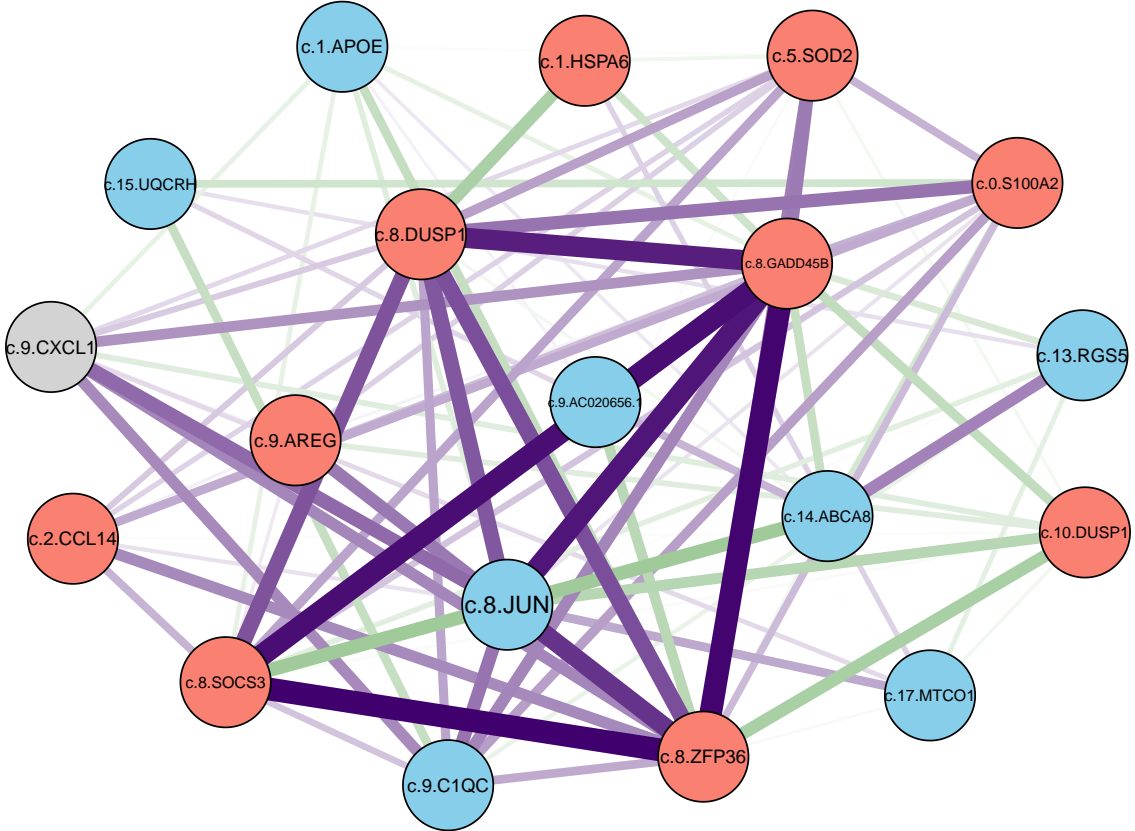 c.1.APOE
c.1.HSPA6
c.5.SOD2
c.15.UQCRH
c.0.S100A2
c.8.DUSP1
c.8.GADD45B
c.9.CXCL1
c.13.RGS5
c.9.AC020656.1
c.9.AREG
c.14.ABCA8
c.2.CCL14
c.10.DUSP1
c.8.JUN
c.8.SOCS3
c.17.MTCO1
c.8.ZFP36
c.9.C1QC